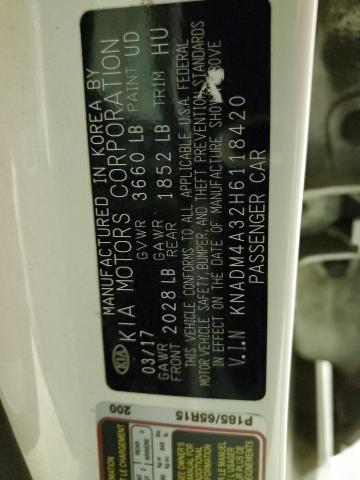 MANUFACTURED IN KOREA BY
KIA MOTORS CORPORATION
03/17 GVWR 3660 LB PAINT UD
GAWR FRONT 2028 LB GAWR REAR 1852 LB TRIM HU
THIS VEHICLE CONFORMS TO ALL APPLICABLE U.S.A. FEDERAL
MOTOR VEHICLE SAFETY, BUMPER, AND THEFT PREVENTION STANDARDS
IN EFFECT ON THE DATE OF MANUFACTURE SHOWN ABOVE
V.I.N KNADM4A32H6118420
PASSENGER CAR
KIA
P185/65R15
200